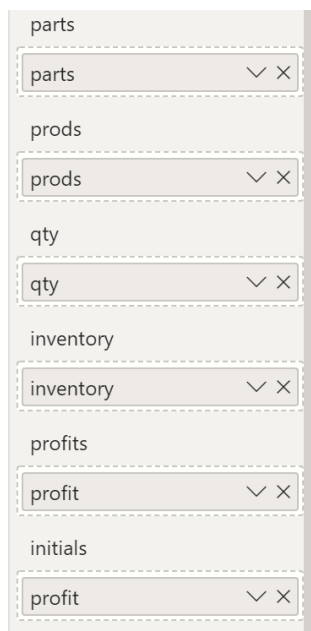 parts
parts
prods
prods
qty
qty
inventory
inventory
profits
profit
initials
profit